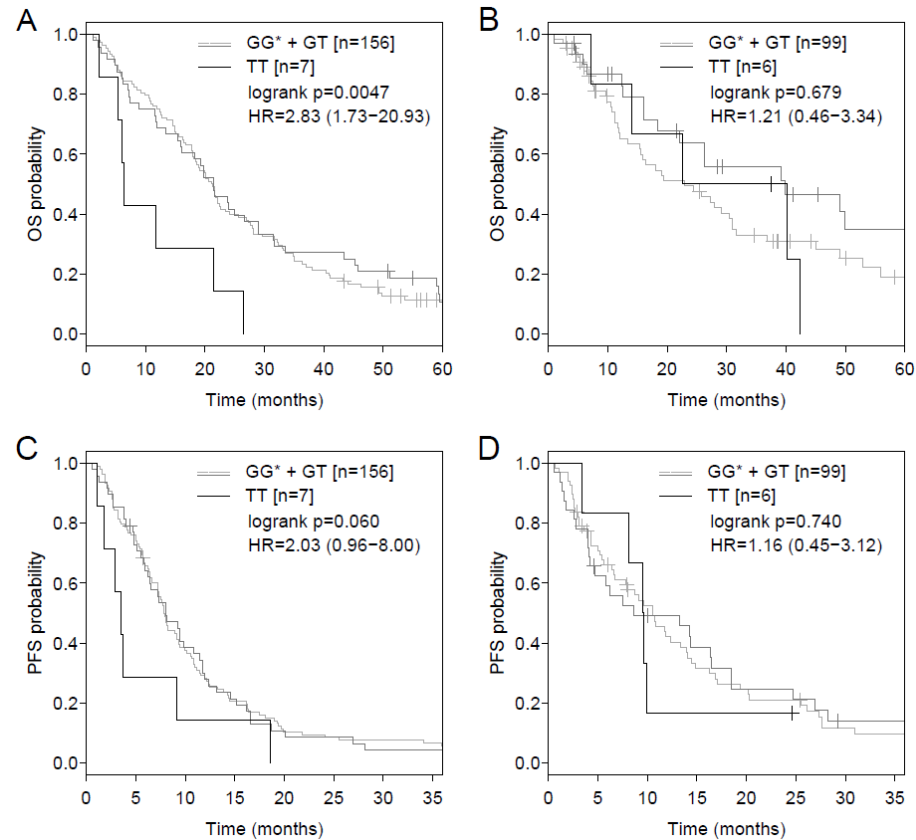 A
GG* + GT [n=156]
TT [n=7]
logrank p=0.0047
HR=2.83 (1.73−20.93)
OS probability
1.0
0.8
0.6
0.4
0.2
0.0
0 10 20 30 40 50 60
Time (months)
B
GG* + GT [n=99]
TT [n=6]
logrank p=0.679
HR=1.21 (0.46−3.34)
OS probability
1.0
0.8
0.6
0.4
0.2
0.0
0 10 20 30 40 50 60
Time (months)
C
GG* + GT [n=156]
TT [n=7]
logrank p=0.060
HR=2.03 (0.96−8.00)
PFS probability
1.0
0.8
0.6
0.4
0.2
0.0
0 5 10 15 20 25 30 35
Time (months)
D
GG* + GT [n=99]
TT [n=6]
logrank p=0.740
HR=1.16 (0.45−3.12)
PFS probability
1.0
0.8
0.6
0.4
0.2
0.0
0 5 10 15 20 25 30 35
Time (months)